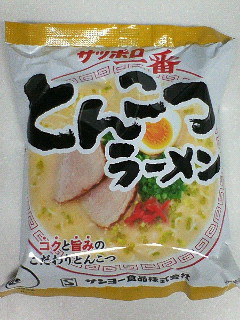 サッポロ一番
とんこつ
ラーメン
コクと旨みの
こだわりとんこつ
サンヨー食品株式会社